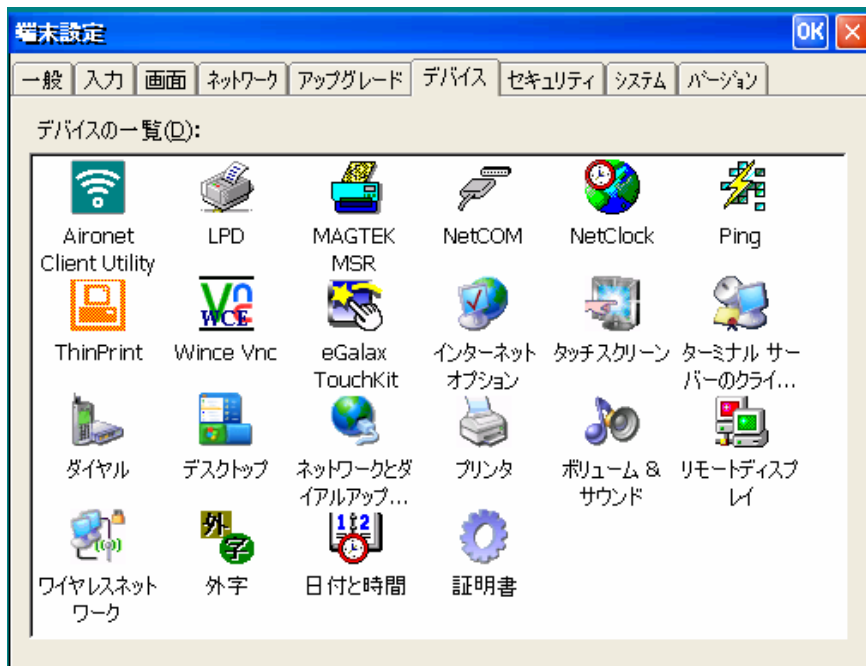 端末設定 OK
一般 入力 画面 ネットワーク アップグレード デバイス セキュリティ システム バージョン
デバイスの一覧(D):
Aironet Client Utility
LPD
MAGTEK MSR
NetCOM
NetClock
Ping
ThinPrint
Wince Vnc
eGalax TouchKit
インターネット オプション
タッチスクリーン
ターミナル サーバーのクライ...
ダイヤル
デスクトップ
ネットワークとダイアルアップ...
プリンタ
ボリューム & サウンド
リモートディスプレイ
ワイヤレスネットワーク
外字
日付と時間
証明書